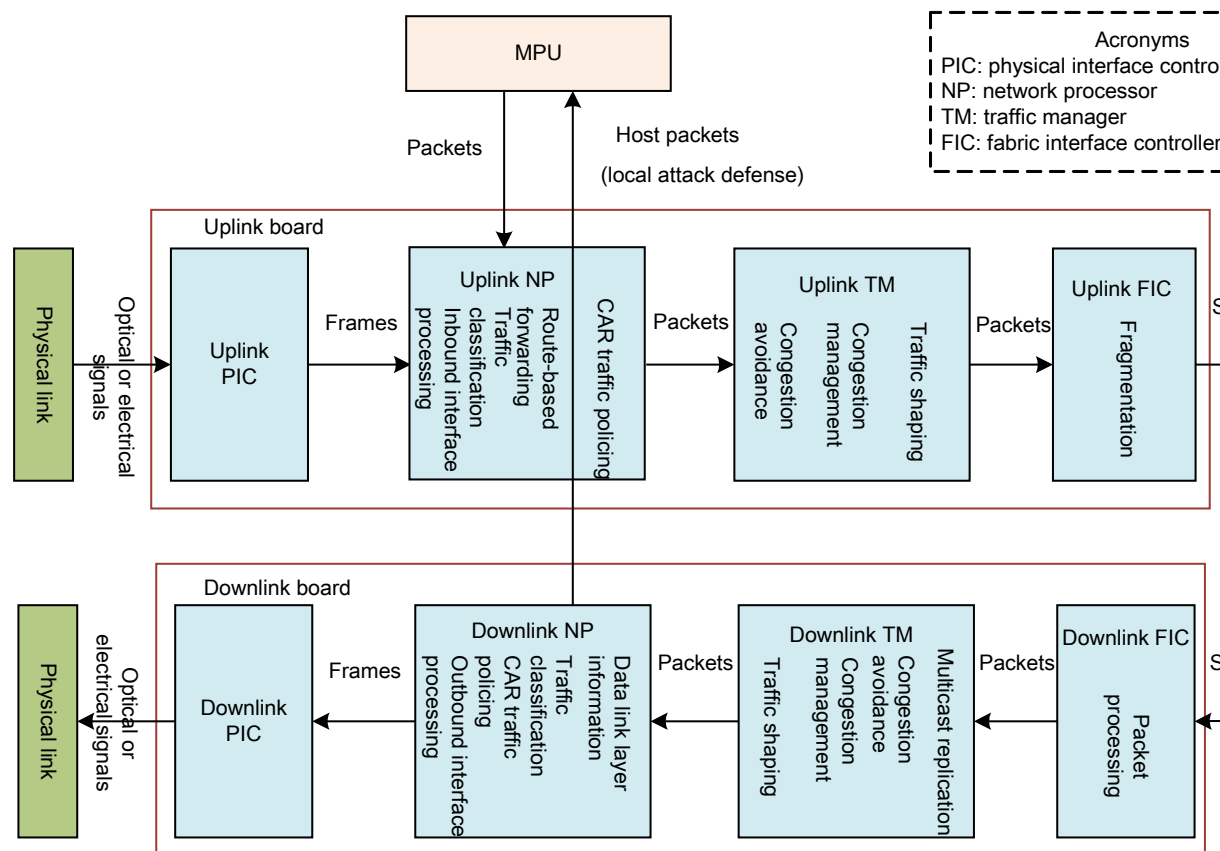 MPU
Acronyms
PIC: physical interface contro
NP: network processor
TM: traffic manager
FIC: fabric interface controller
Packets
Host packets
(local attack defense)
Uplink board
Physical link
Optical or electrical
signals
Uplink
PIC
Frames
Uplink NP
Inbound interface
processing
Traffic
classification
Route-based
forwarding
CAR traffic policing
Packets
Uplink TM
Congestion
avoidance
Congestion
management
Traffic shaping
Packets
Uplink FIC
Fragmentation
S
Downlink board
Physical link
Optical or
electrical signals
Downlink
PIC
Frames
Downlink NP
Data link layer
information
Traffic
classification
CAR traffic
policing
Outbound interface
processing
Packets
Downlink TM
Multicast replication
Congestion
avoidance
Congestion
management
Traffic shaping
Packets
Downlink FIC
Packet
processing
S